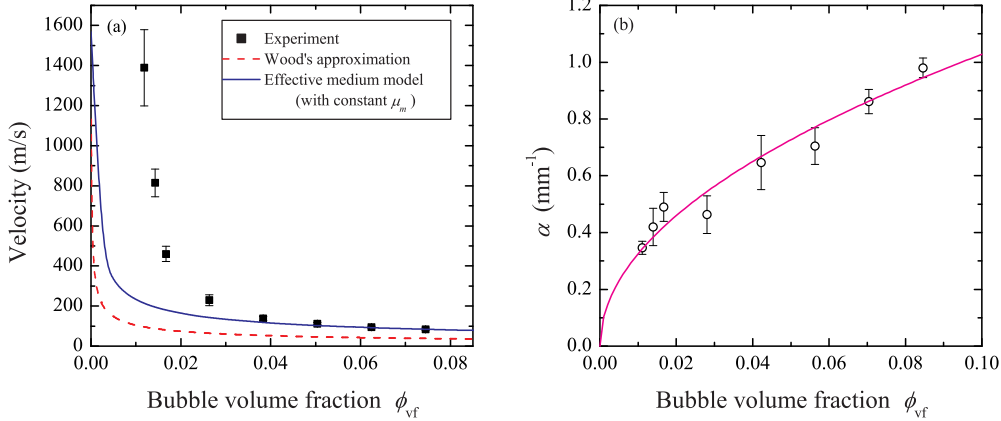 (a)
1600
1400
1200
1000
800
600
400
200
0
Velocity (m/s)
Experiment
Wood's approximation
Effective medium model
(with constant μm )
0.00
0.02
0.04
0.06
0.08
Bubble volume fraction ϕvf
(b)
1.0
0.8
0.6
0.4
0.2
0.0
α (mm−1)
0.00
0.02
0.04
0.06
0.08
0.10
Bubble volume fraction ϕvf